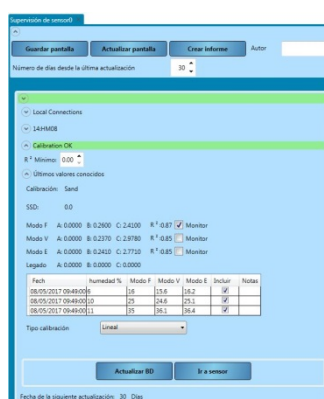 Supervisión de sensor0
Guardar pantalla Actualizar pantalla Crear informe Autor
Número de días desde la última actualización 30
Local Connections
14:HM08
Calibration OK
R ² Mínimo: 0.00
Últimos valores conocidos
Calibración: Sand
SSD: 0.0
Modo F A: 0.0000 B: 0.2600 C: 2.4100 R ²:0.87 Monitor
Modo V A: 0.0000 B: 0.2370 C: 2.9780 R ²:0.85 Monitor
Modo E A: 0.0000 B: 0.2410 C: 2.7710 R ²:0.85 Monitor
Legado A: 0.0000 B: 0.0000 C: 0.0000
Fech humedad % Modo F Modo V Modo E Incluir Notas
08/05/2017 09:49:00 6 16 15.6 16.2
08/05/2017 09:49:00 10 25 24.6 25.1
08/05/2017 09:49:00 11 35 36.1 36.4
Tipo calibración Lineal
Actualizar BD Ir a sensor
Fecha de la siguiente actualización: 30 Días